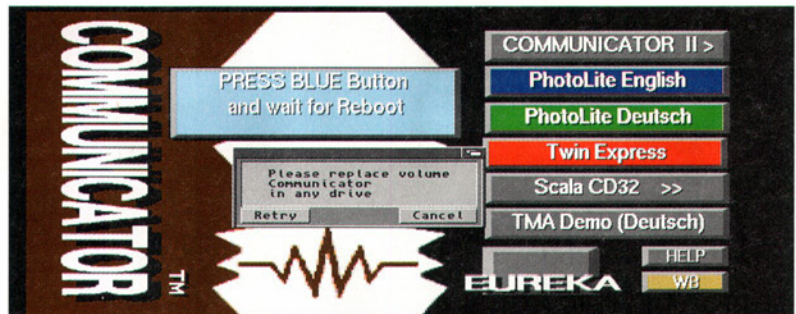 COMMUNICATOR
TM
PRESS BLUE Button
and wait for Reboot
Please replace volume
Communicator
in any drive
Retry
Cancel
COMMUNICATOR II >
PhotoLite English
PhotoLite Deutsch
Twin Express
Scala CD32 >>
TMA Demo (Deutsch)
EUREKA
HELP
WB